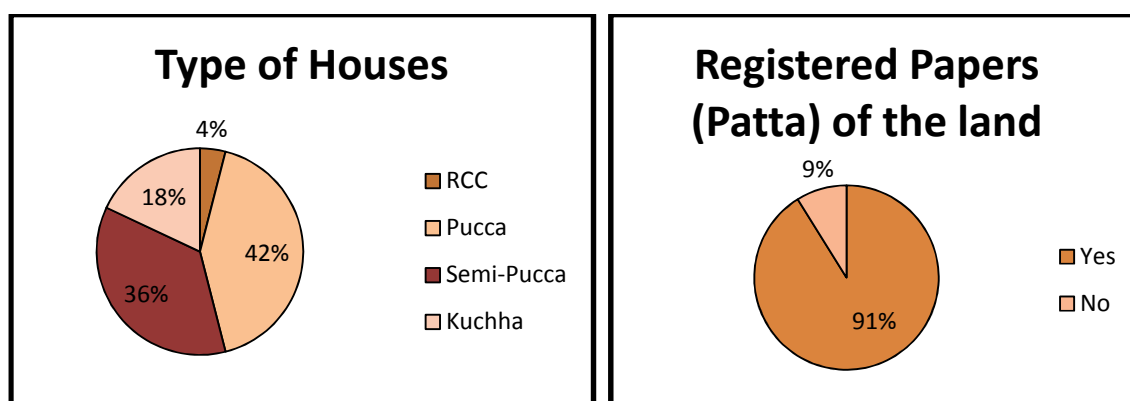 Type of Houses
4%
18%
42%
36%
RCC
Pucca
Semi-Pucca
Kuchha
Registered Papers
(Patta) of the land
9%
91%
Yes
No